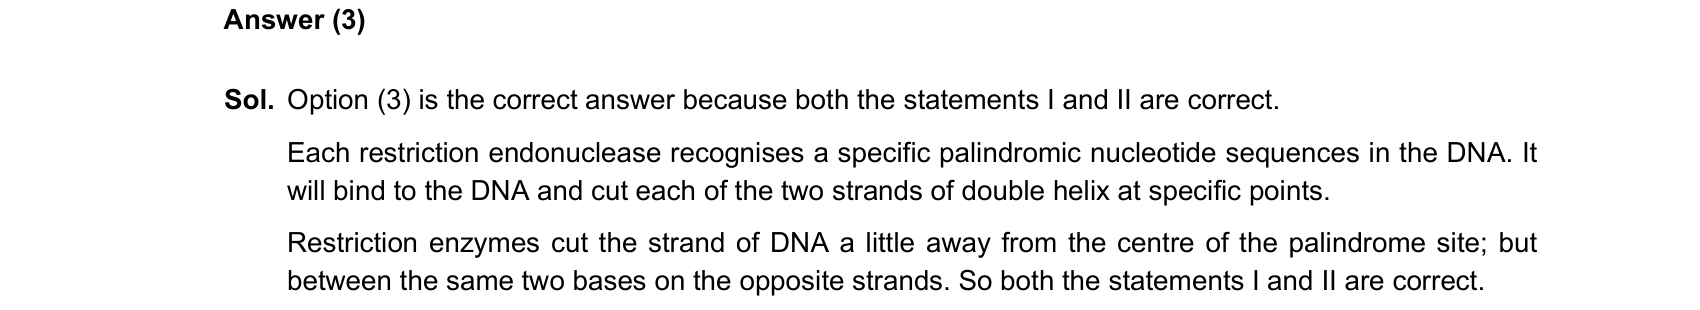 Answer (3)
Sol. Option (3) is the correct answer because both the statements I and II are correct.
Each restriction endonuclease recognises a specific palindromic nucleotide sequences in the DNA. It
will bind to the DNA and cut each of the two strands of double helix at specific points.
Restriction enzymes cut the strand of DNA a little away from the centre of the palindrome site; but
between the same two bases on the opposite strands. So both the statements I and II are correct.